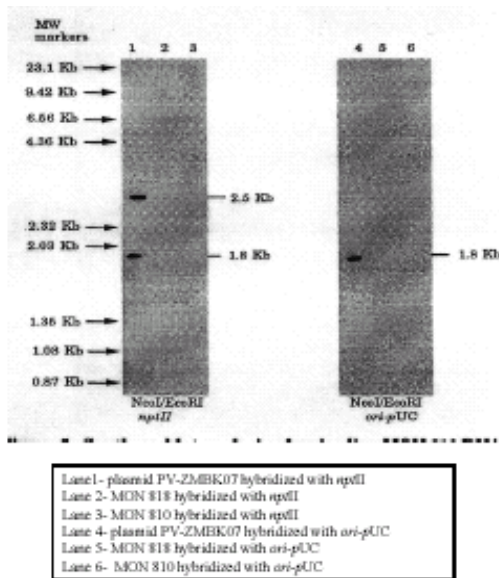 MW
markers
1 2 3
4 5 6
23.1 Kb
9.42 Kb
6.56 Kb
4.36 Kb
2.5 Kb
2.32 Kb
2.03 Kb
1.8 Kb
1.8 Kb
1.35 Kb
1.08 Kb
0.87 Kb
NcoI/EcoRI
nptII
NcoI/EcoRI
ori-pUC
Lane1- plasmid PV-ZMBK07 hybridized with nptII
Lane 2- MON 818 hybridized with nptII
Lane 3- MON 810 hybridized with nptII
Lane 4- plasmid PV-ZMBK07 hybridized with ori-pUC
Lane 5- MON 818 hybridized with ori-pUC
Lane 6- MON 810 hybridized with ori-pUC